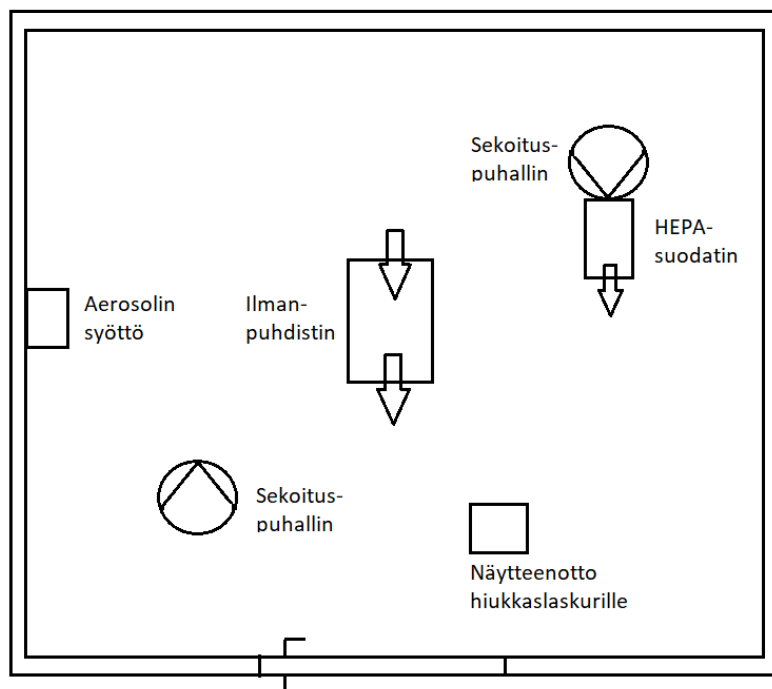 Sekoitus-
puhallin
HEPA-
suodatin
Aerosolin
syöttö
Ilman-
puhdistin
Sekoitus-
puhallin
Näytteenotto
hiukkaslaskurille